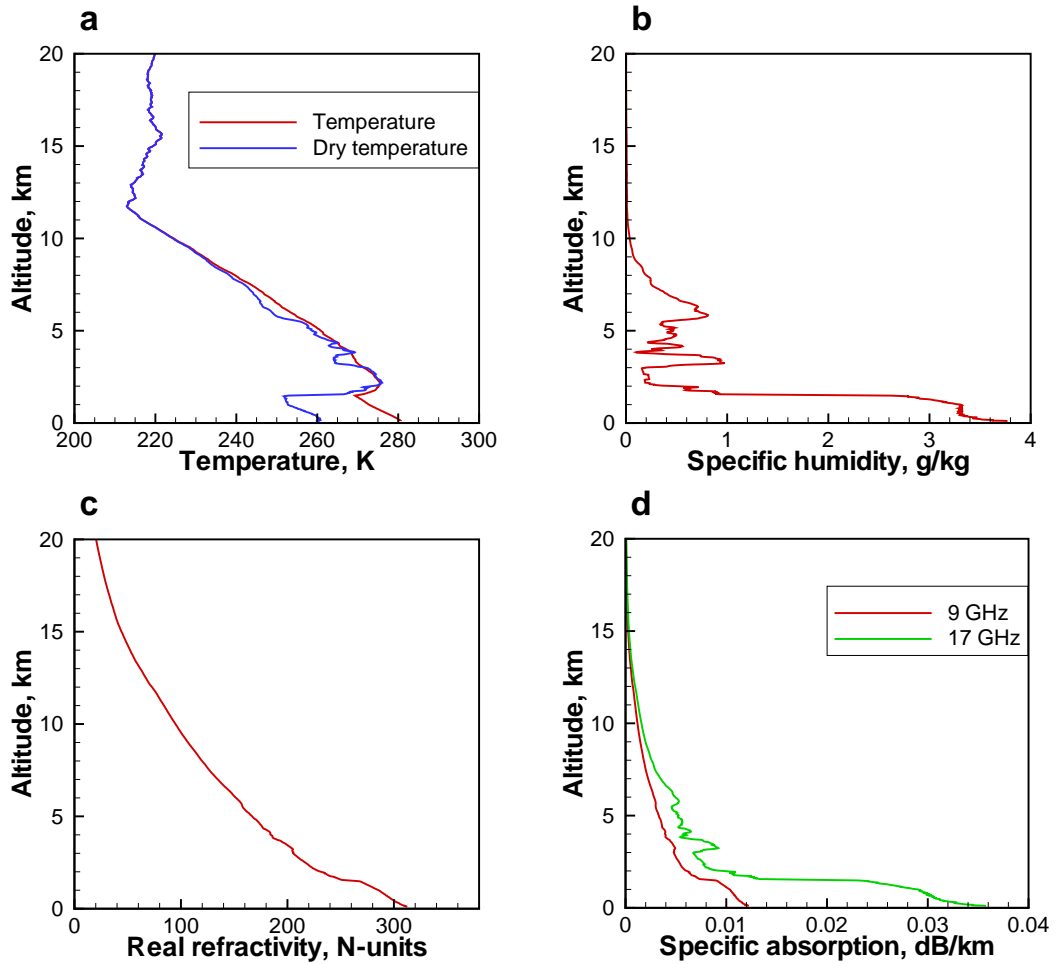 a
20
15
10
5
0
200 220 240 260 280 300
Altitude, km
Temperature, K
Temperature
Dry temperature
b
20
15
10
5
0
0 1 2 3 4
Altitude, km
Specific humidity, g/kg
c
20
15
10
5
0
0 100 200 300
Altitude, km
Real refractivity, N-units
d
20
15
10
5
0
0 0.01 0.02 0.03 0.04
Altitude, km
Specific absorption, dB/km
9 GHz
17 GHz